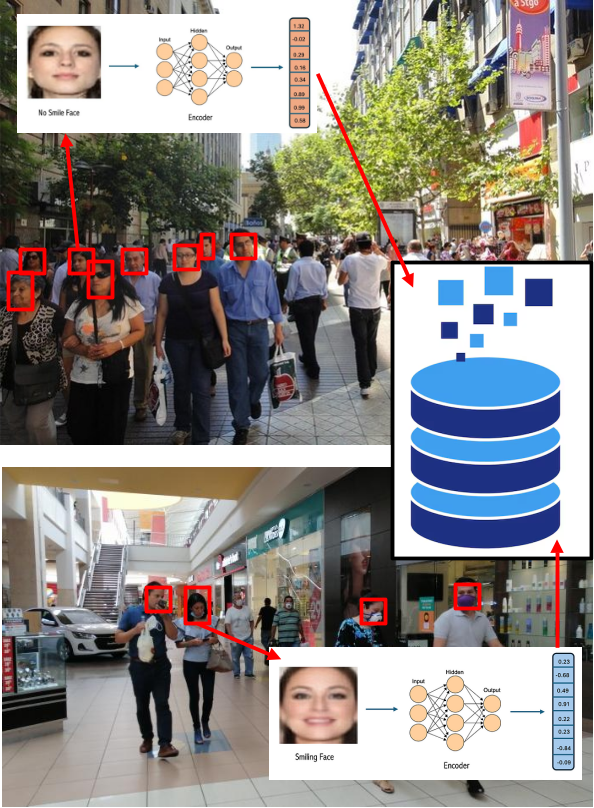 a Stgo
Hidden
Input
Output
No Smile Face
Encoder
1.32
-0.02
0.23
0.16
0.34
0.89
0.99
0.58
Hidden
Input
Output
Smiling Face
Encoder
0.23
-0.68
0.49
0.91
0.22
0.23
-0.84
-0.09